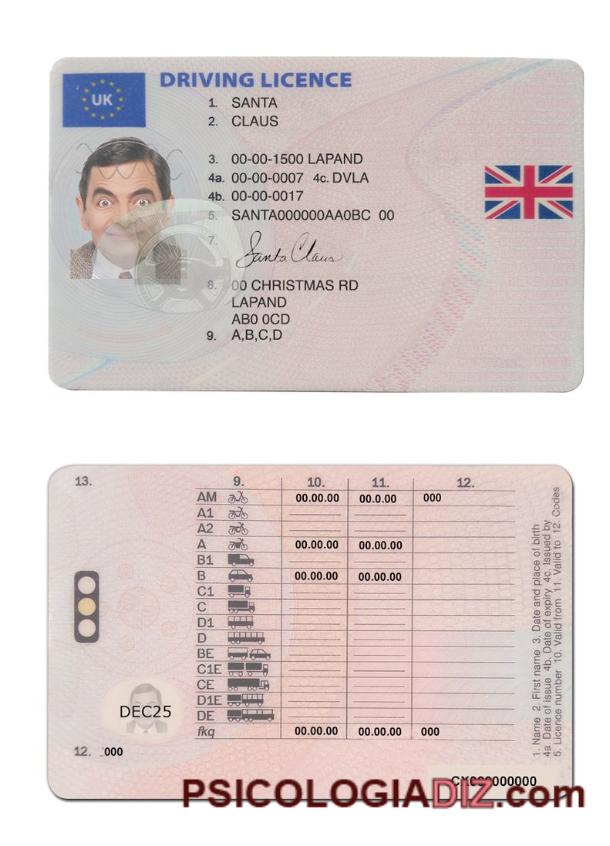 UK
DRIVING LICENCE
1. SANTA
2. CLAUS
3. 00-00-1500 LAPAND
4a. 00-00-0007 4c. DVLA
4b. 00-00-0017
5. SANTA000000AA0BC 00
7. Santa Claus
8. 00 CHRISTMAS RD
LAPAND
AB0 0CD
9. A,B,C,D
13. 9. 10. 11. 12.
AM 00.00.00 00.0.00 000
A1
A2
A 00.00.00 00.00.00
B1
B 00.00.00 00.00.00
C1
C
D1
D
BE
C1E
CE
D1E
DE
fkq 00.00.00 00.00.00 000
DEC25
12. 000
1. Name 2. First name 3. Date and place of birth
4a. Date of issue 4b. Date of expiry 4c. Issued by
5. Licence number 10. Valid from 11. Valid to 12. Codes
PSICOLOGIADIZ.com